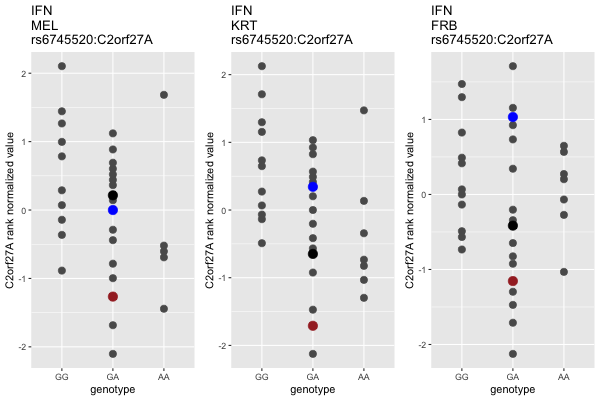 IFN
MEL
rs6745520:C2orf27A
C2orf27A rank normalized value
2
1
0
-1
-2
GG
GA
AA
genotype
IFN
KRT
rs6745520:C2orf27A
C2orf27A rank normalized value
2
1
0
-1
-2
GG
GA
AA
genotype
IFN
FRB
rs6745520:C2orf27A
C2orf27A rank normalized value
1
0
-1
-2
GG
GA
AA
genotype